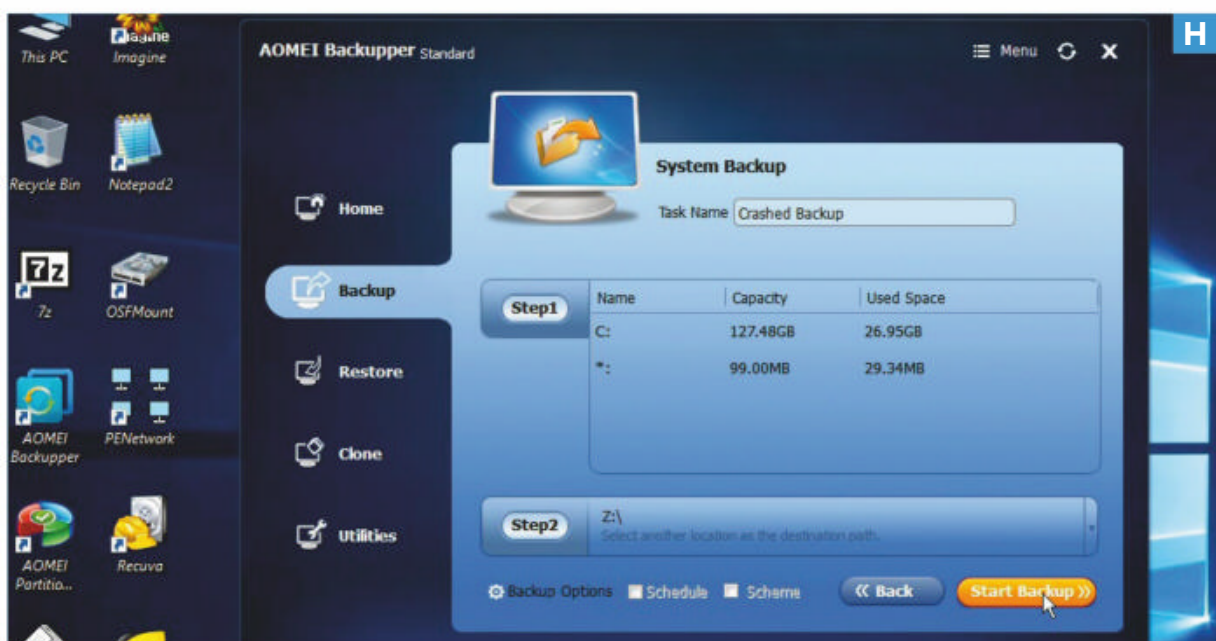 H
This PC
Imagine
Recycle Bin
Notepad2
7z
7z
OSFMount
AOMEI
Backupper
PENetwork
AOMEI
Partitio...
Recuva
AOMEI Backupper Standard
Menu
Home
Backup
Restore
Clone
Utilities
System Backup
Task Name Crashed Backup
Step1
Name Capacity Used Space
C: 127.48GB 26.95GB
*: 99.00MB 29.34MB
Step2
Z:\
Select another location as the destination path.
Backup Options Schedule Scheme
Back
Start Backup